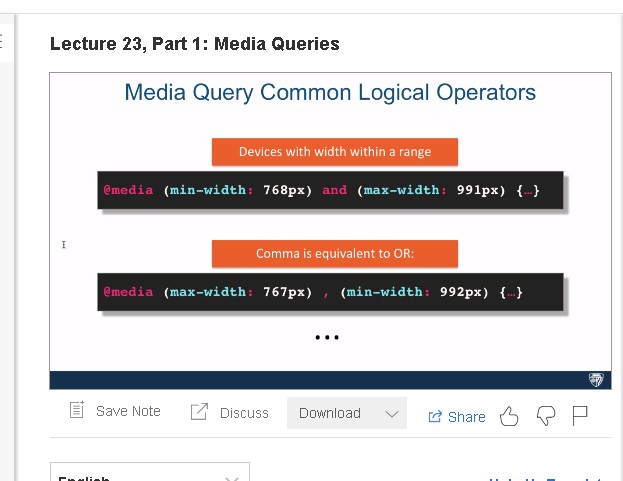 Lecture 23, Part 1: Media Queries
Media Query Common Logical Operators
Devices with width within a range
@media (min-width: 768px) and (max-width: 991px) {…}
Comma is equivalent to OR:
@media (max-width: 767px) , (min-width: 992px) {…}
...
Save Note Discuss Download Share
English